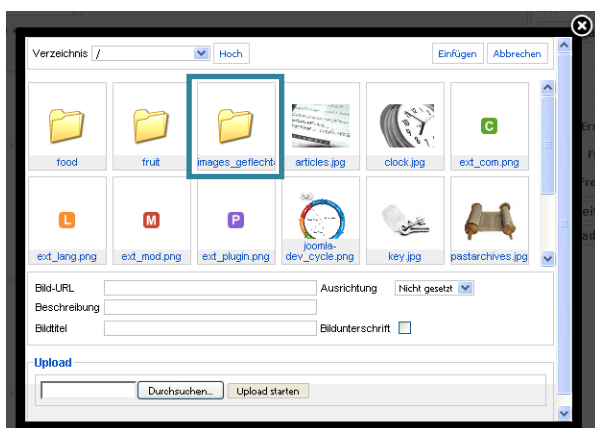 Verzeichnis / Hoch Einfügen Abbrechen
food fruit images_geflecht articles.jpg clock.jpg ext_com.png
C
L M P
ext_lang.png ext_mod.png ext_plugin.png joomla-
dev_cycle.png key.jpg pastarchives.jpg
Bild-URL Ausrichtung Nicht gesetzt
Beschreibung
Bildtitel Bildunterschrift
Upload
Durchsuchen... Upload starten